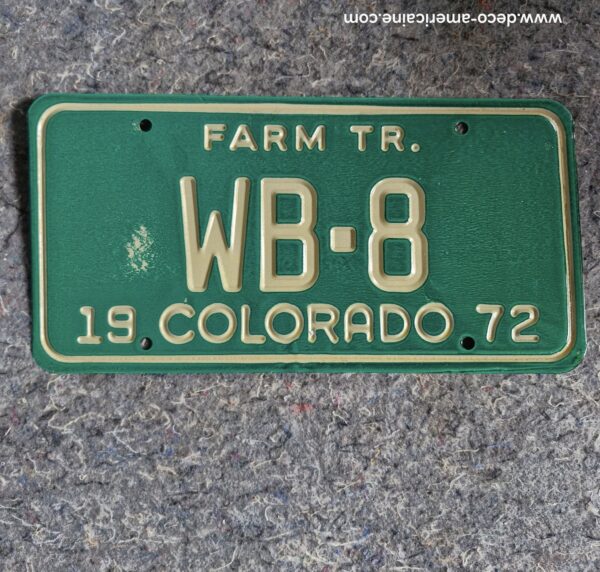 www.deco-americaine.com
FARM TR.
WB-8
19 COLORADO 72